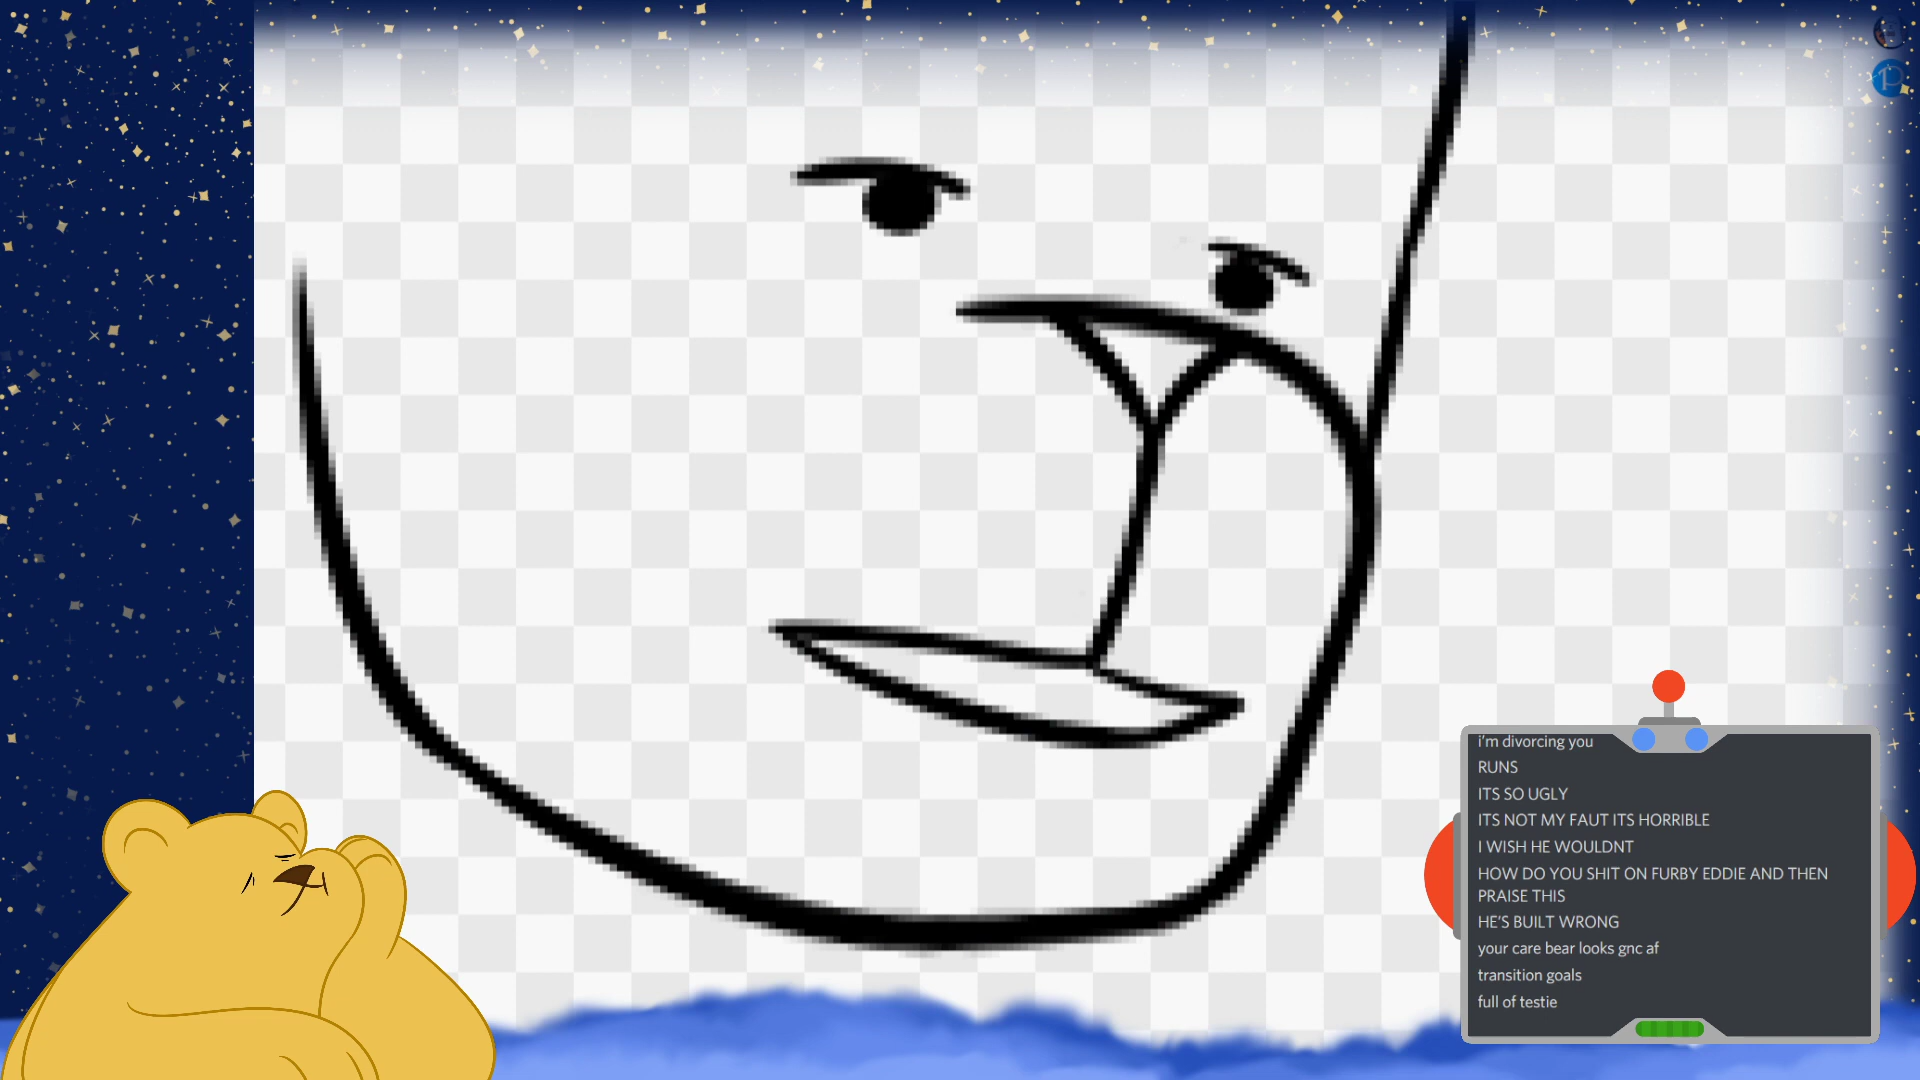 i'm divorcing you
RUNS
ITS SO UGLY
ITS NOT MY FAUT ITS HORRIBLE
I WISH HE WOULDNT
HOW DO YOU SHIT ON FURBY EDDIE AND THEN
PRAISE THIS
HE'S BUILT WRONG
your care bear looks gnc af
transition goals
full of testie